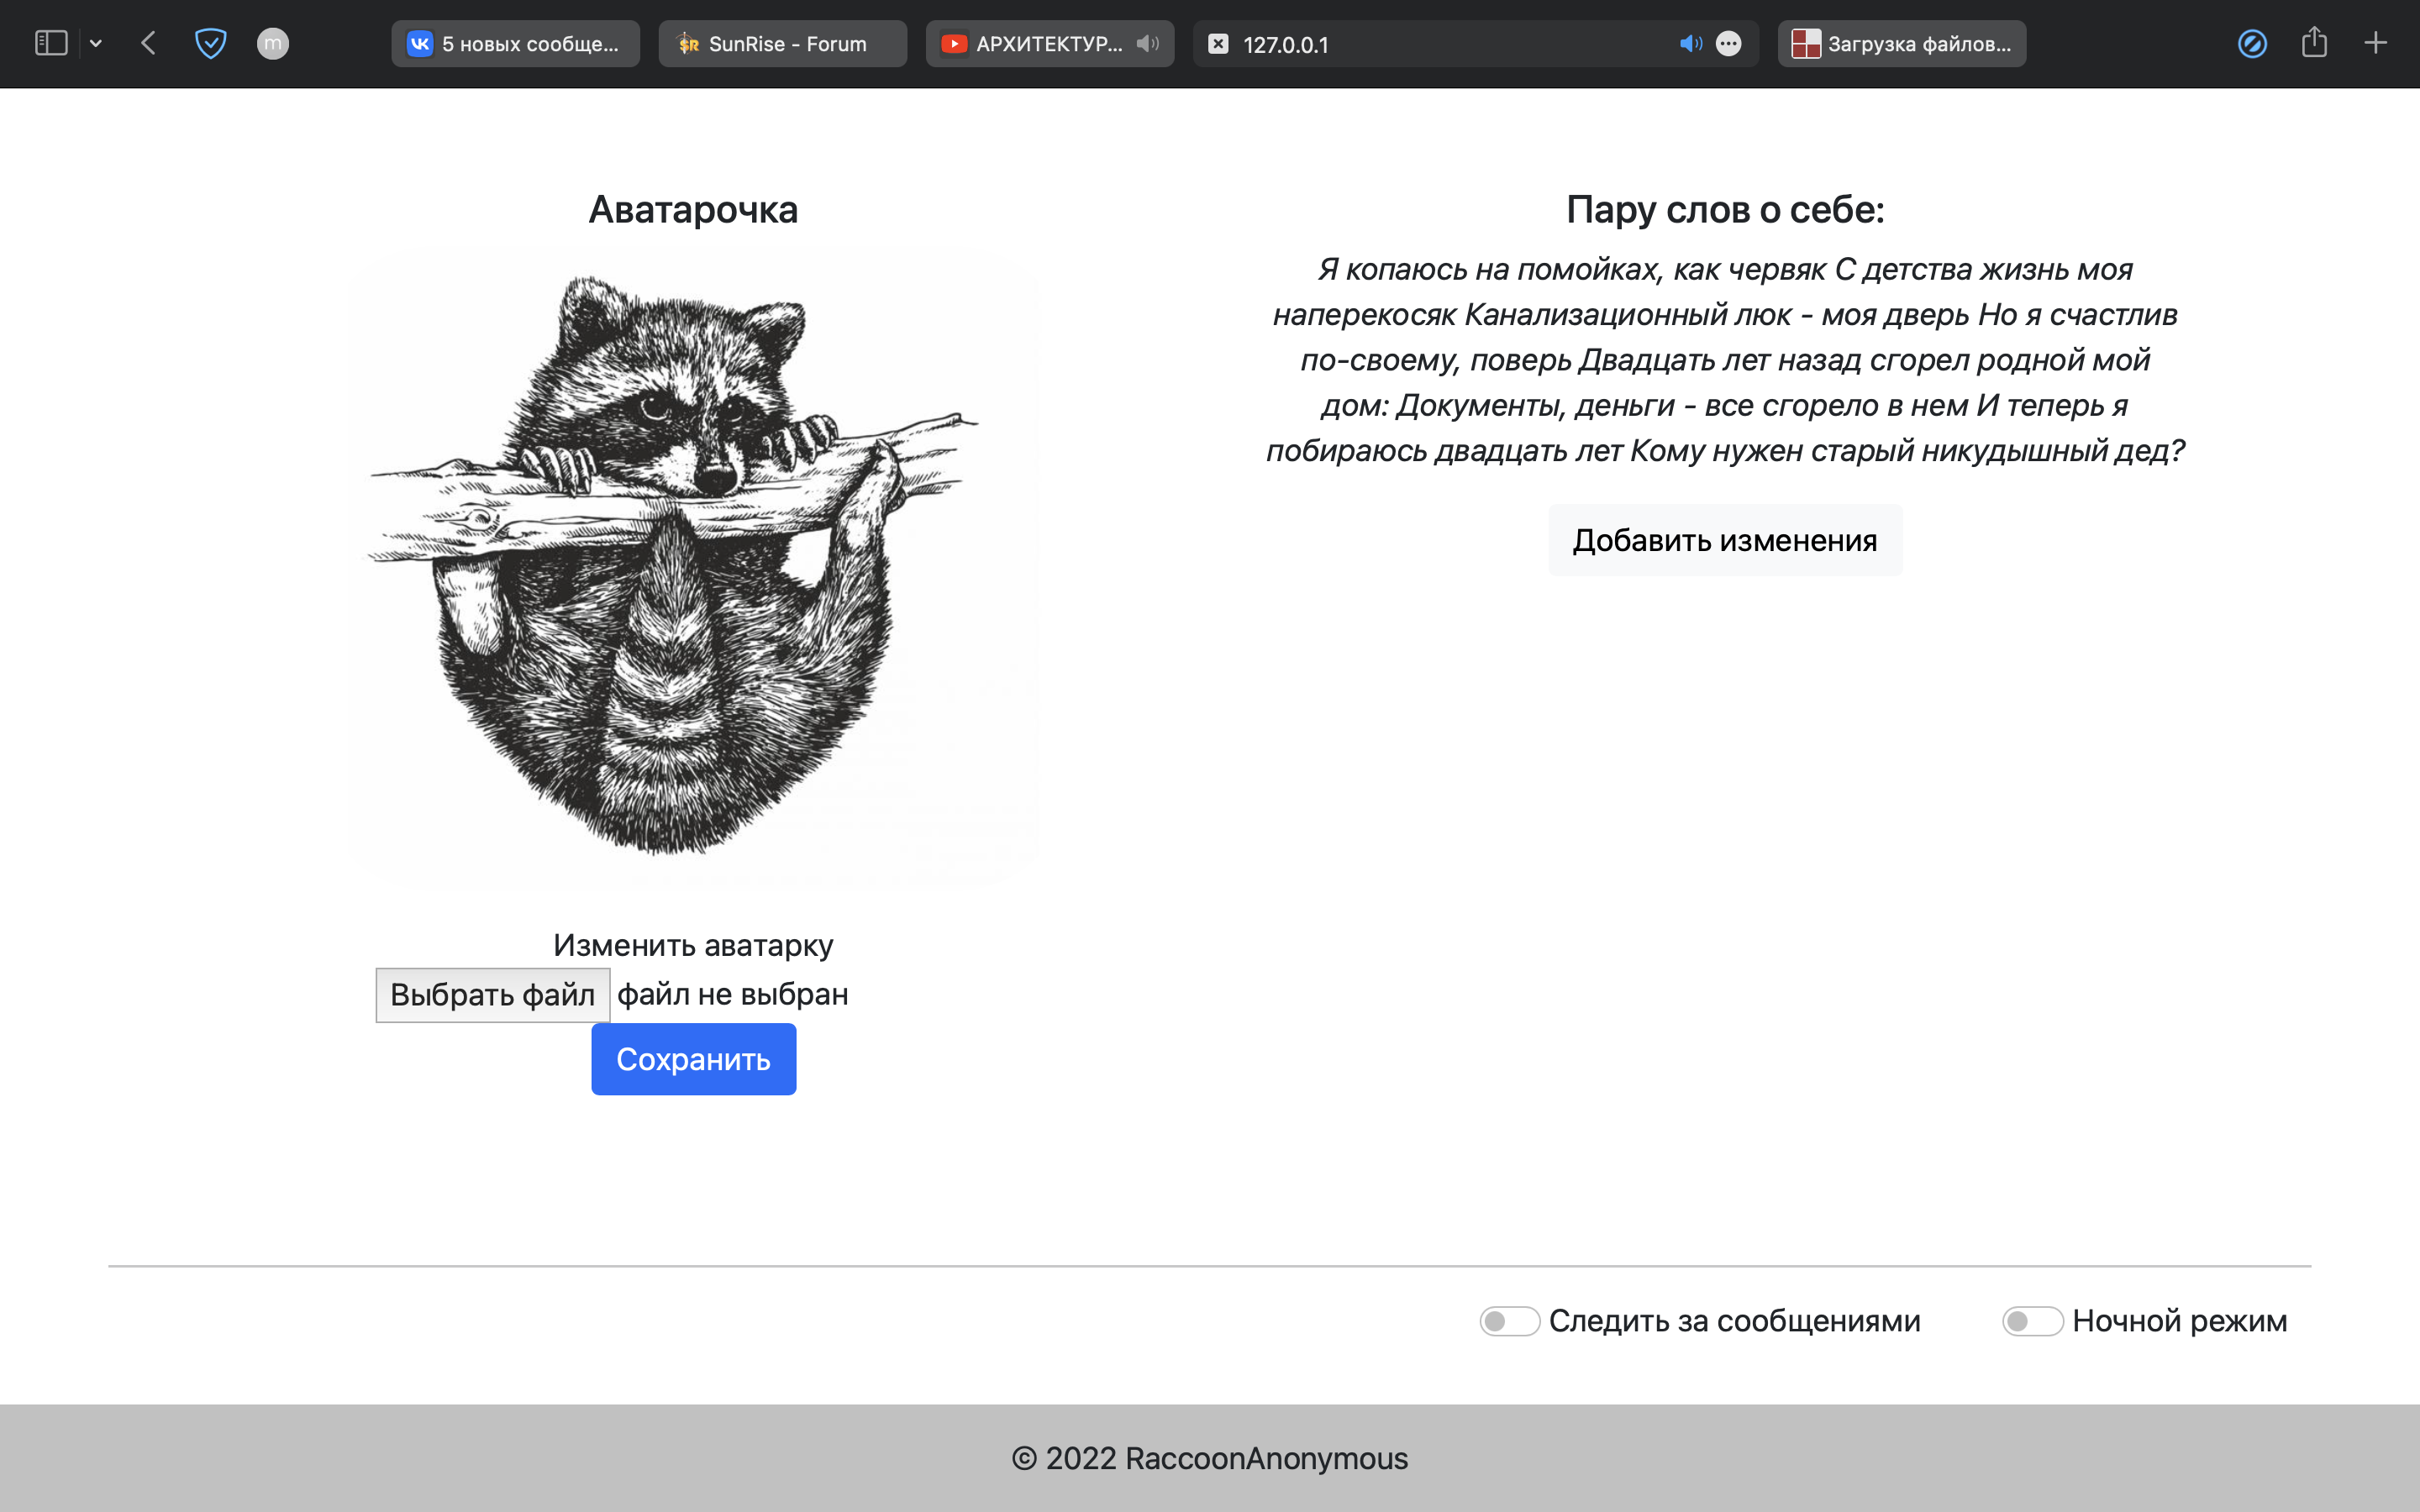 m
VK
5 новых сообще...
$R
SunRise - Forum
АРХИТЕКТУР...
127.0.0.1
Загрузка файлов...
Аватарочка
Изменить аватарку
Выбрать файл файл не выбран
Сохранить
Пару слов о себе:
Я копаюсь на помойках, как червяк С детства жизнь моя
наперекосяк Канализационный люк - моя дверь Но я счастлив
по-своему, поверь Двадцать лет назад сгорел родной мой
дом: Документы, деньги - все сгорело в нем И теперь я
побираюсь двадцать лет Кому нужен старый никудышный дед?
Добавить изменения
Следить за сообщениями
Ночной режим
© 2022 RaccoonAnonymous